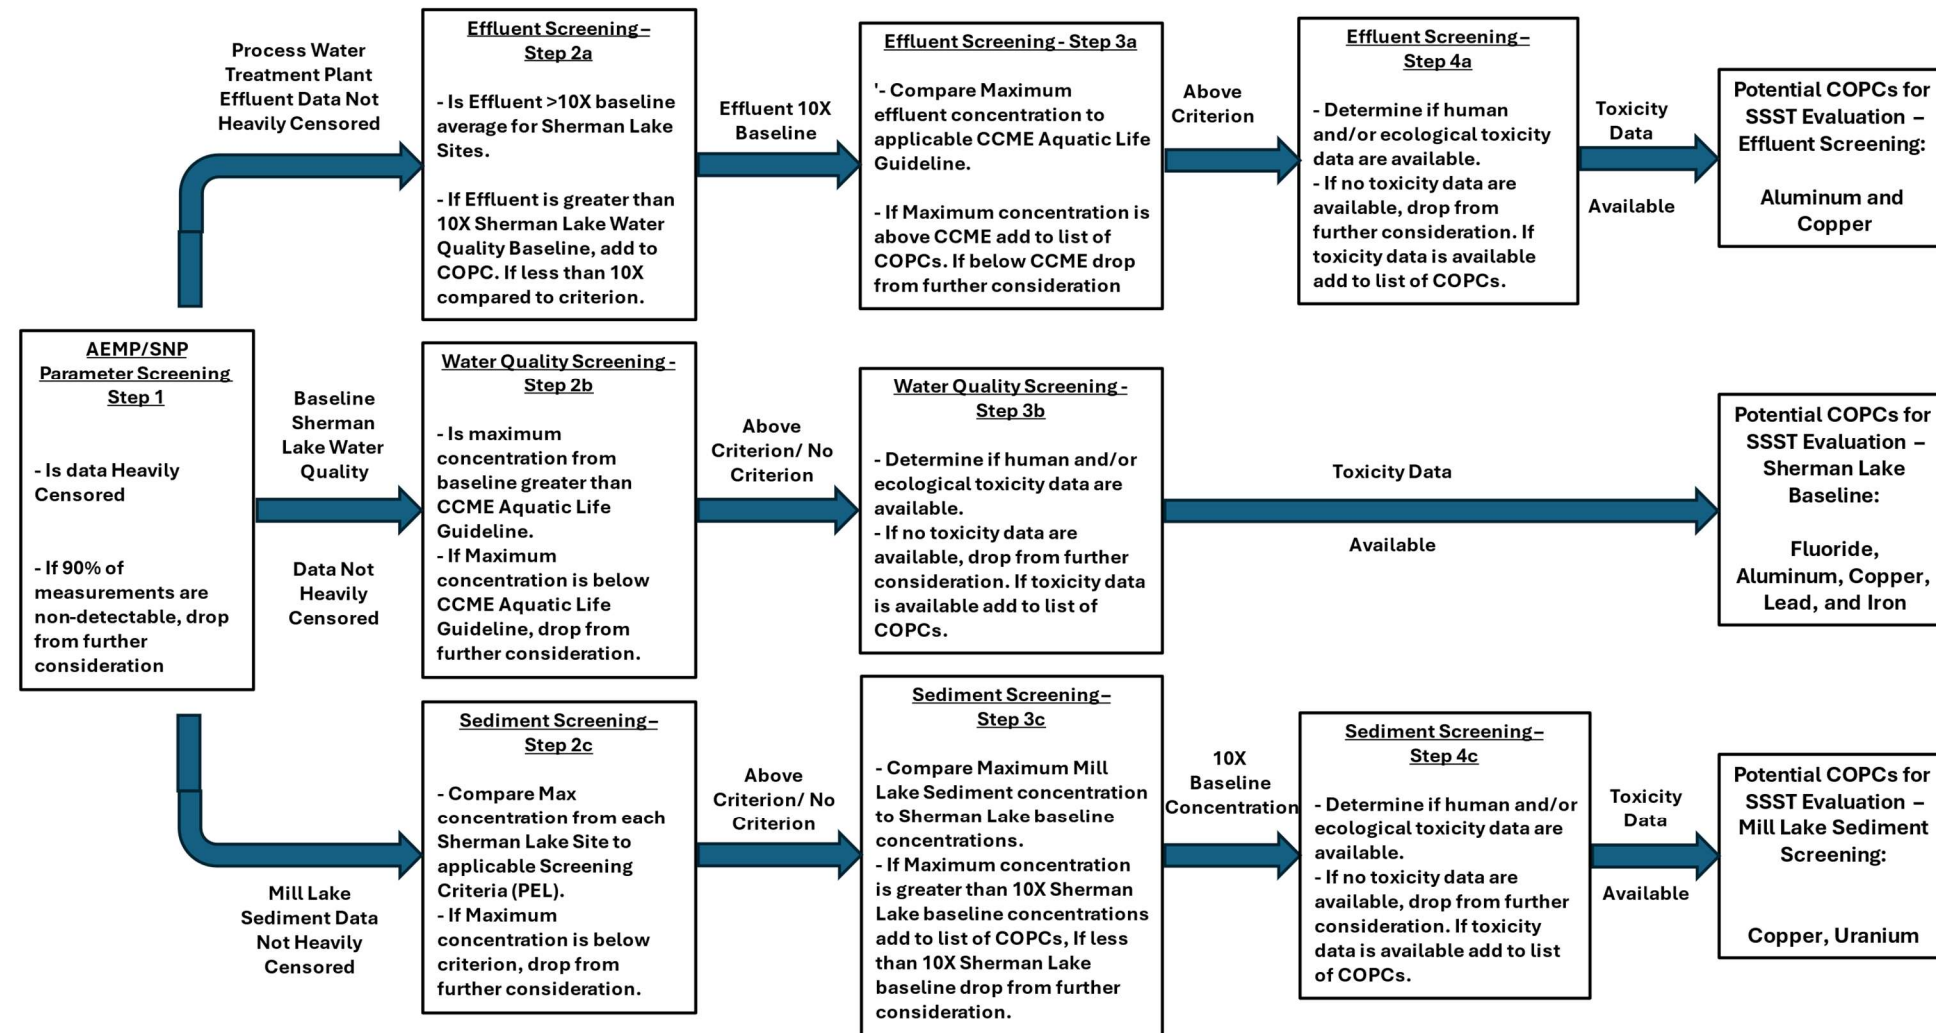 Process Water
Treatment Plant
Effluent Data Not
Heavily Censored
Effluent Screening–
Step 2a
- Is Effluent >10X baseline
average for Sherman Lake
Sites.
- If Effluent is greater than
10X Sherman Lake Water
Quality Baseline, add to
COPC. If less than 10X
compared to criterion.
Effluent 10X
Baseline
Effluent Screening - Step 3a
'- Compare Maximum
effluent concentration to
applicable CCME Aquatic Life
Guideline.
- If Maximum concentration is
above CCME add to list of
COPCs. If below CCME drop
from further consideration
Above
Criterion
Effluent Screening–
Step 4a
- Determine if human
and/or ecological toxicity
data are available.
- If no toxicity data are
available, drop from
further consideration. If
toxicity data is available
add to list of COPCs.
Toxicity
Data
Available
Potential COPCs for
SSST Evaluation –
Effluent Screening:
Aluminum and
Copper
AEMP/SNP
Parameter Screening
Step 1
- Is data Heavily
Censored
- If 90% of
measurements are
non-detectable, drop
from further
consideration
Baseline
Sherman
Lake Water
Quality
Data Not
Heavily
Censored
Water Quality Screening -
Step 2b
- Is maximum
concentration from
baseline greater than
CCME Aquatic Life
Guideline.
- If Maximum
concentration is below
CCME Aquatic Life
Guideline, drop from
further consideration.
Above
Criterion/ No
Criterion
Water Quality Screening -
Step 3b
- Determine if human and/or
ecological toxicity data are
available.
- If no toxicity data are
available, drop from further
consideration. If toxicity data
is available add to list of
COPCs.
Toxicity Data
Available
Potential COPCs for
SSST Evaluation –
Sherman Lake
Baseline:
Fluoride,
Aluminum, Copper,
Lead, and Iron
Mill Lake
Sediment Data
Not Heavily
Censored
Sediment Screening–
Step 2c
- Compare Max
concentration from each
Sherman Lake Site to
applicable Screening
Criteria (PEL).
- If Maximum
concentration is below
criterion, drop from
further consideration.
Above
Criterion/ No
Criterion
Sediment Screening–
Step 3c
- Compare Maximum Mill
Lake Sediment concentration
to Sherman Lake baseline
concentrations.
- If Maximum concentration
is greater than 10X Sherman
Lake baseline concentrations
add to list of COPCs, If less
than 10X Sherman Lake
baseline drop from further
consideration.
10X
Baseline
Concentration
Sediment Screening–
Step 4c
- Determine if human and/or
ecological toxicity data are
available.
- If no toxicity data are
available, drop from further
consideration. If toxicity
data is available add to list
of COPCs.
Toxicity
Data
Available
Potential COPCs for
SSST Evaluation –
Mill Lake Sediment
Screening:
Copper, Uranium